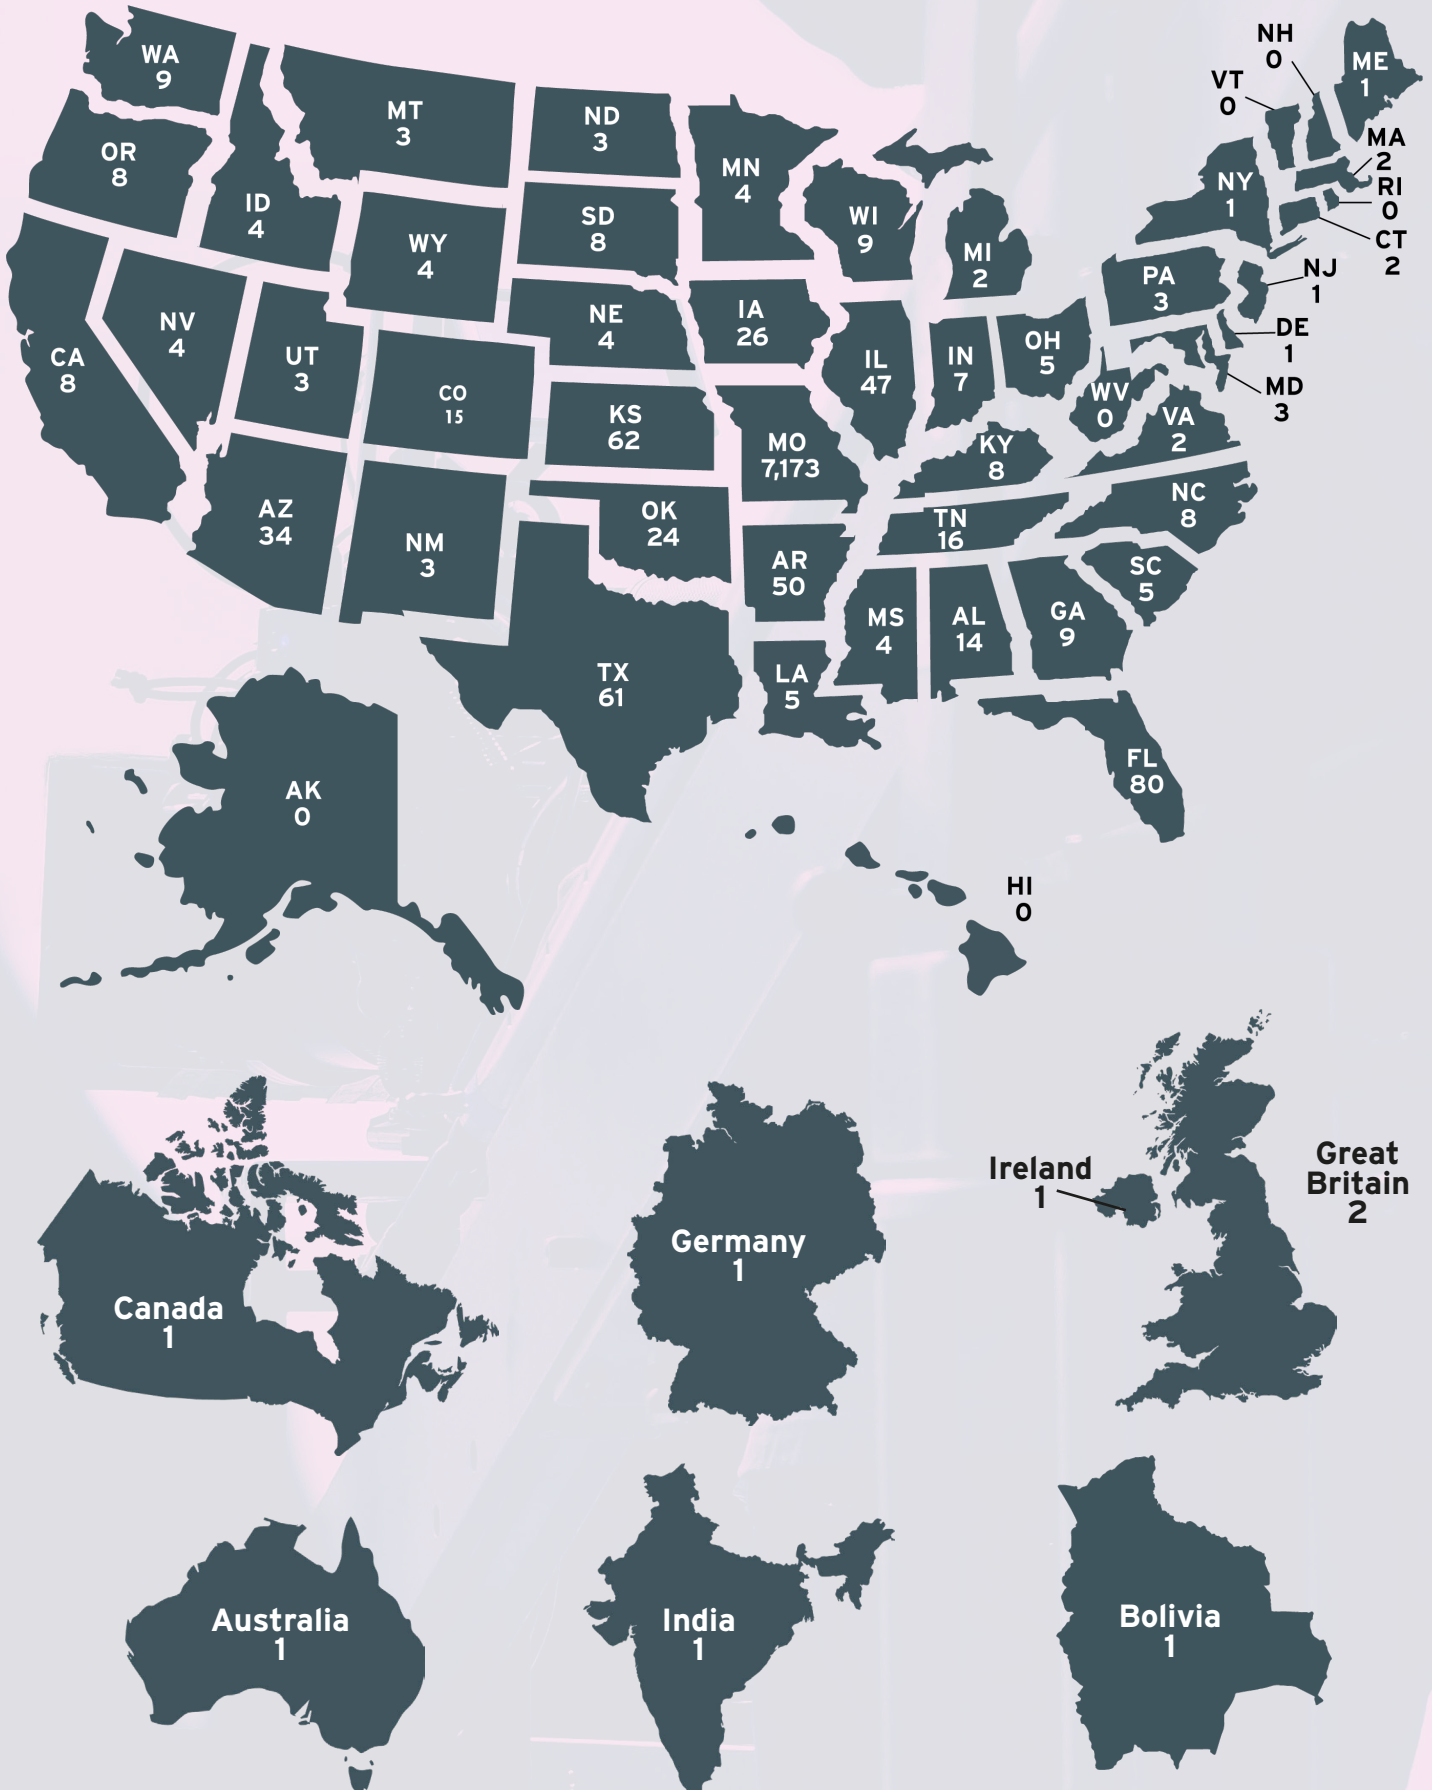 WA
9
OR
8
ID
4
MT
3
ND
3
MN
4
SD
8
WY
4
WI
9
MI
2
NH
0
ME
1
VT
0
MA
2
RI
0
NY
1
CT
2
NJ
1
PA
3
DE
1
MD
3
CA
8
NV
4
UT
3
CO
15
NE
4
IA
26
IL
47
IN
7
OH
5
WV
0
VA
2
KS
62
MO
7,173
KY
8
NC
8
AZ
34
NM
3
OK
24
TN
16
AR
50
SC
5
MS
4
AL
14
GA
9
TX
61
LA
5
FL
80
AK
0
HI
0
Canada
1
Germany
1
Ireland
1
Great
Britain
2
Australia
1
India
1
Bolivia
1